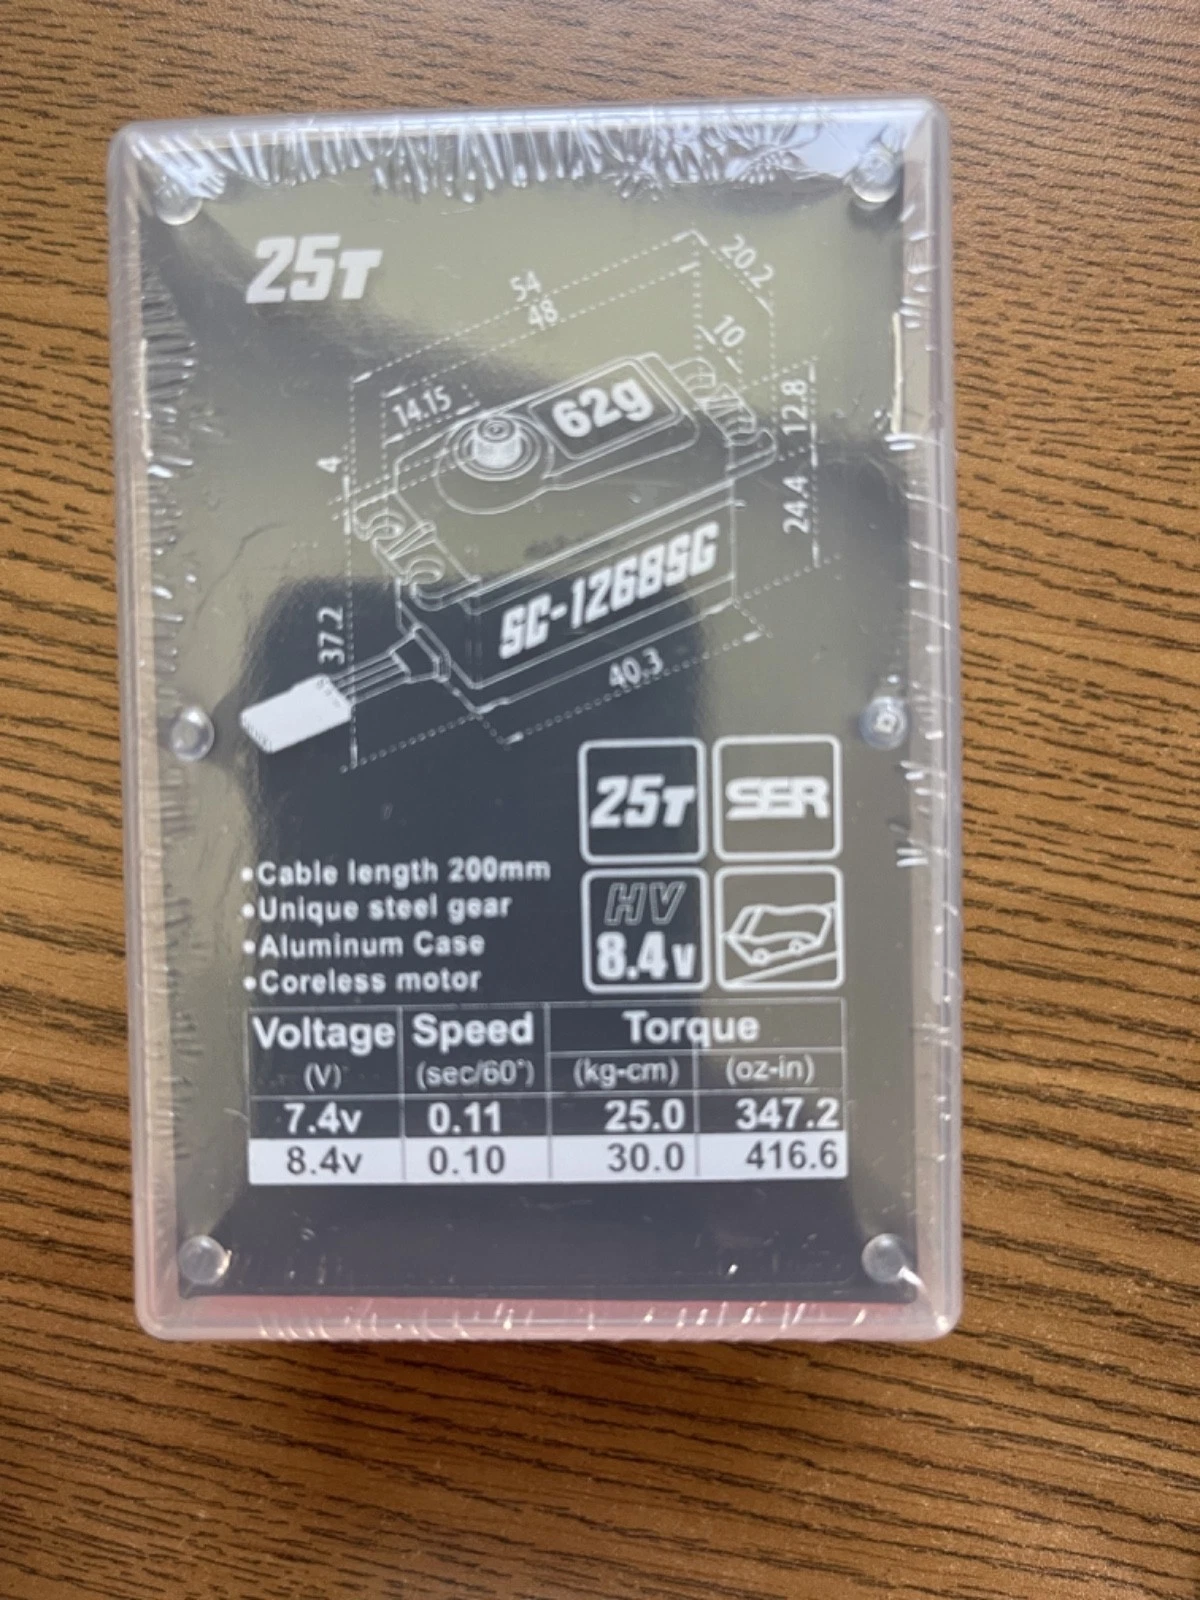 25T
54
20.2
48
10
14.15
62g
12.8
4
24.4
SC-1268SG
37.2
40.3
25T
SSR
•Cable length 200mm
•Unique steel gear
HV
•Aluminum Case
8.4v
•Coreless motor
Voltage Speed Torque
(V) (sec/60°) (kg-cm) (oz-in)
7.4v 0.11 25.0 347.2
8.4v 0.10 30.0 416.6